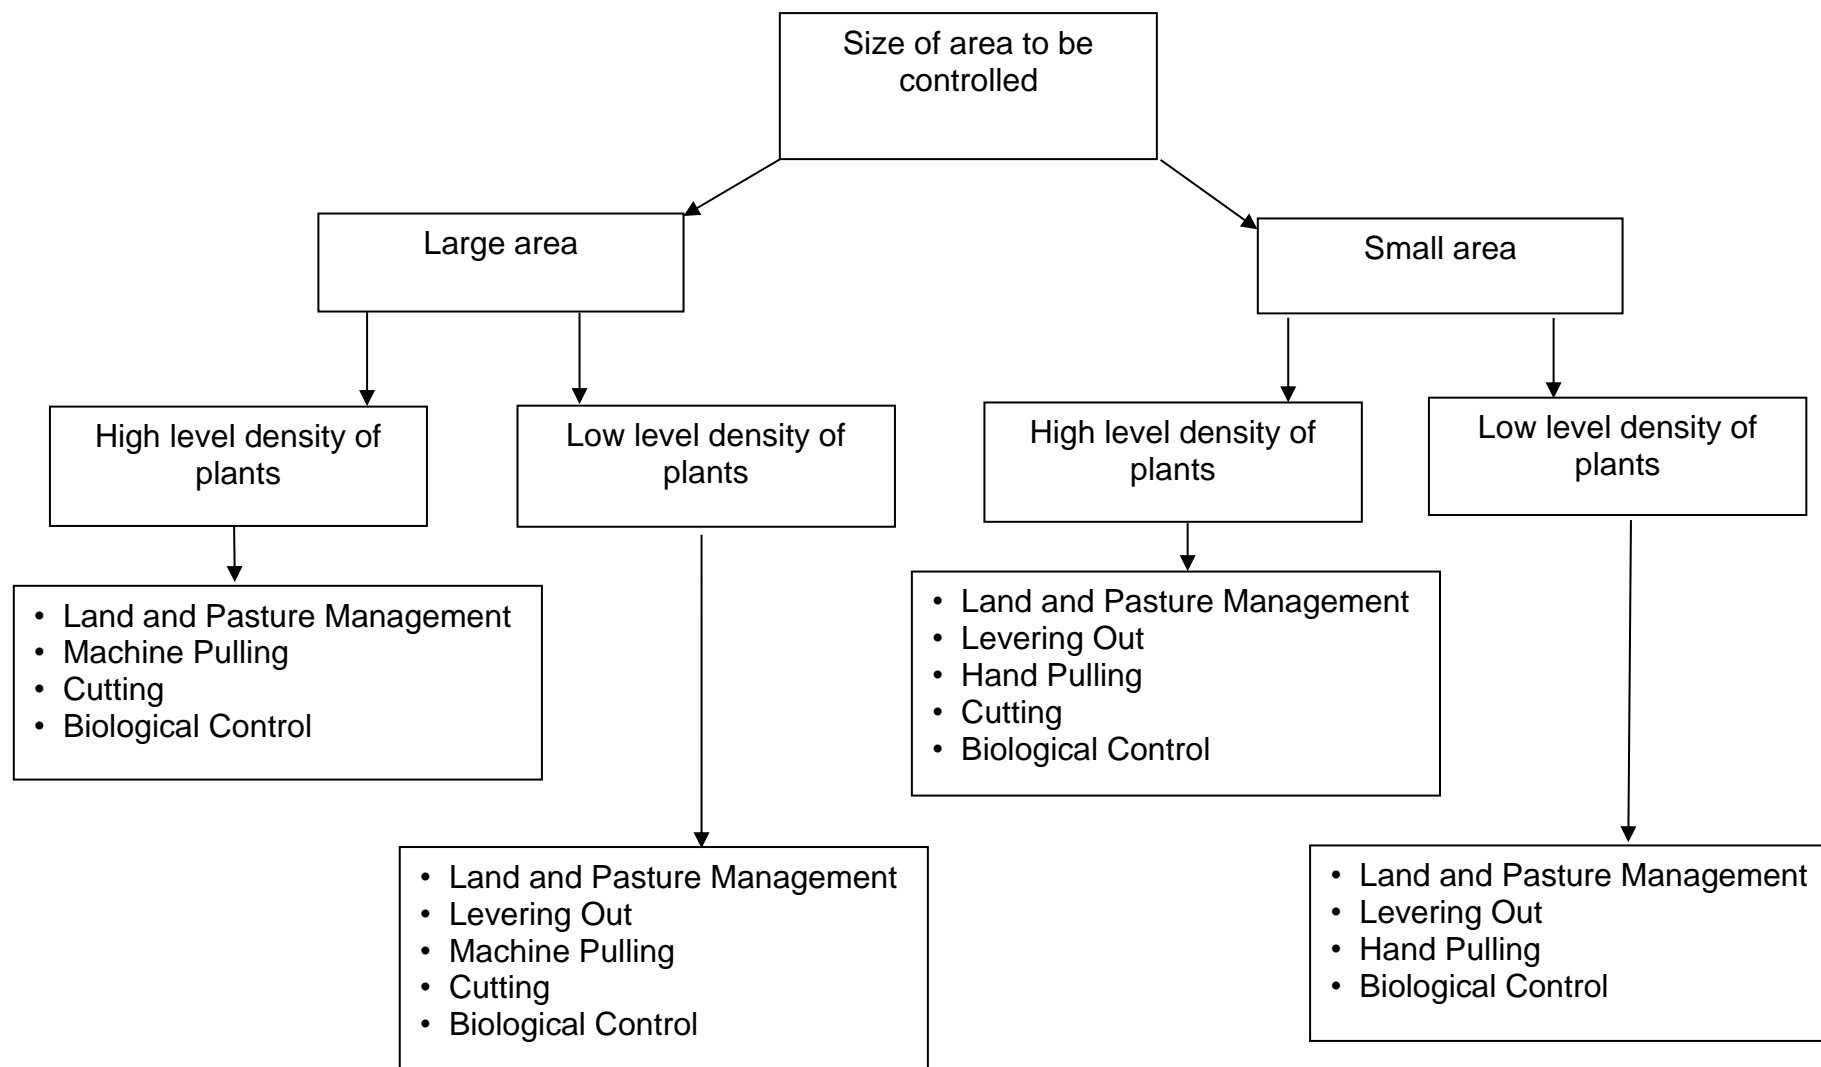 Size of area to be
controlled
Large area
Small area
High level density of
plants
Low level density of
plants
High level density of
plants
Low level density of
plants
• Land and Pasture Management
• Machine Pulling
• Cutting
• Biological Control
• Land and Pasture Management
• Levering Out
• Hand Pulling
• Cutting
• Biological Control
• Land and Pasture Management
• Levering Out
• Machine Pulling
• Cutting
• Biological Control
• Land and Pasture Management
• Levering Out
• Hand Pulling
• Biological Control